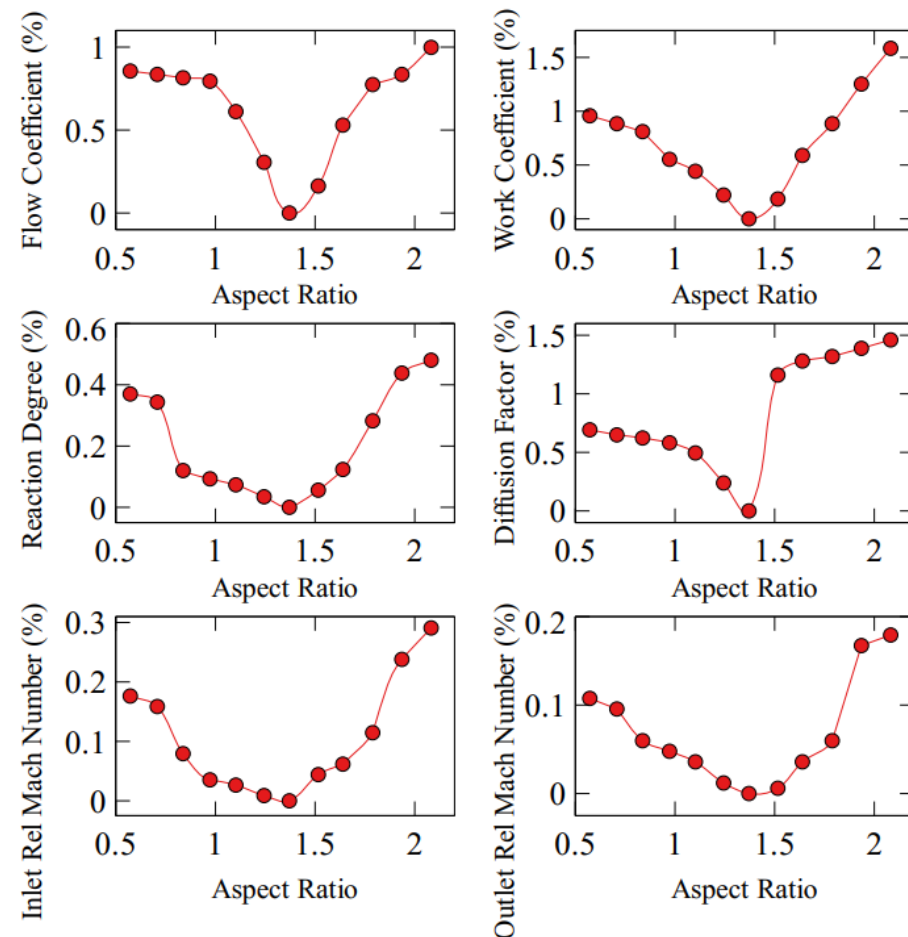 Flow Coefficient (%)
1
0.5
0
0.5 1 1.5 2
Aspect Ratio
Work Coefficient (%)
1.5
1
0.5
0
0.5 1 1.5 2
Aspect Ratio
Reaction Degree (%)
0.6
0.4
0.2
0
0.5 1 1.5 2
Aspect Ratio
Diffusion Factor (%)
1.5
1
0.5
0
0.5 1 1.5 2
Aspect Ratio
Inlet Rel Mach Number (%)
0.3
0.2
0.1
0
0.5 1 1.5 2
Aspect Ratio
Outlet Rel Mach Number (%)
0.2
0.1
0
0.5 1 1.5 2
Aspect Ratio